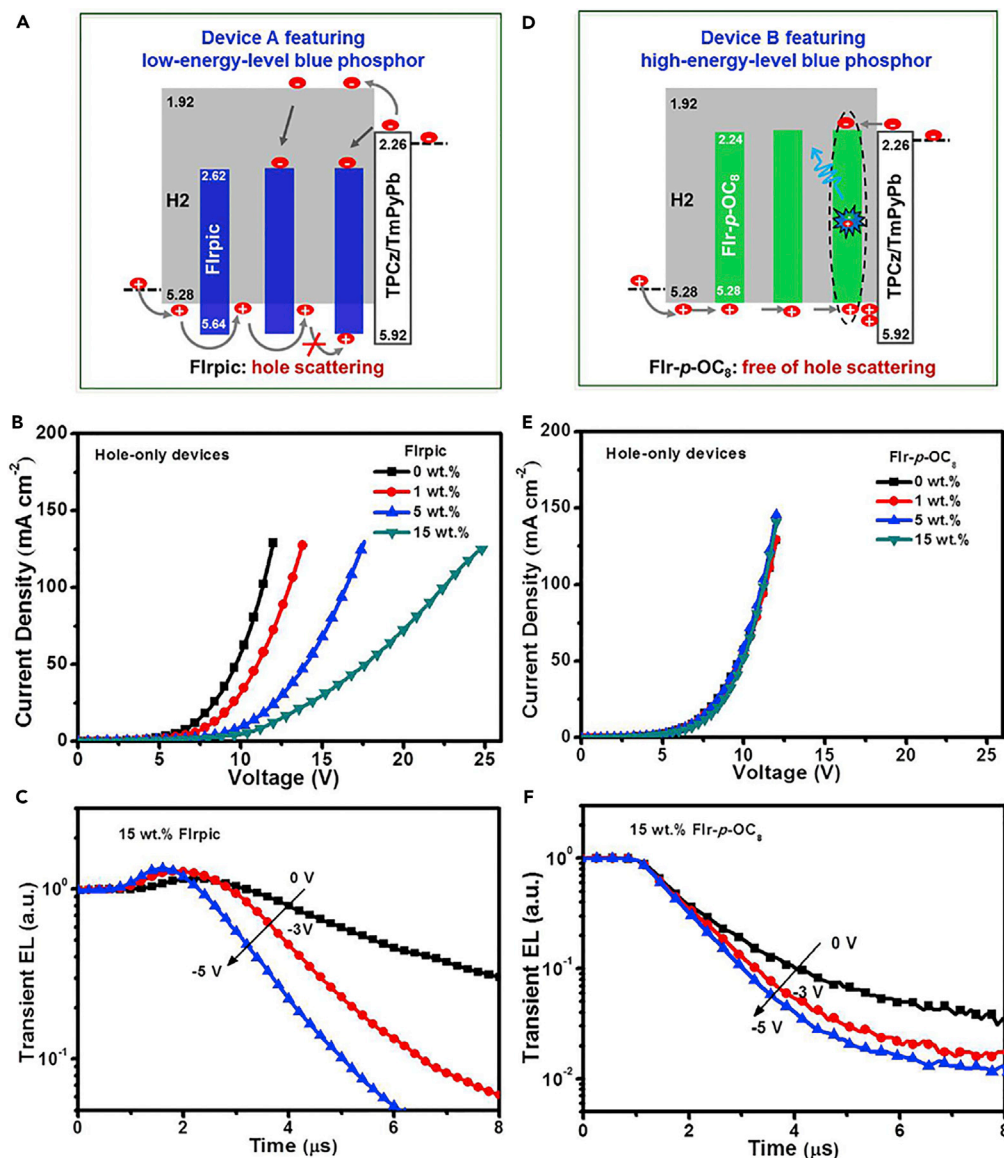 A
Device A featuring
low-energy-level blue phosphor
1.92
H2
2.62
FIrpic
2.26
TPCz/TmPyPb
5.28
5.64
5.92
FIrpic: hole scattering
D
Device B featuring
high-energy-level blue phosphor
1.92
H2
2.24
FIr-p-OC₈
2.26
TPCz/TmPyPb
5.28
5.28
5.92
FIr-p-OC₈: free of hole scattering
B
Hole-only devices
FIrpic
0 wt.%
1 wt.%
5 wt.%
15 wt.%
Current Density (mA cm⁻²)
200
150
100
50
0
0 5 10 15 20 25
Voltage (V)
E
Hole-only devices
FIr-p-OC₈
0 wt.%
1 wt.%
5 wt.%
15 wt.%
Current Density (mA cm⁻²)
200
150
100
50
0
0 5 10 15 20 25
Voltage (V)
C
15 wt.% FIrpic
0 V
-3V
-5 V
Transient EL (a.u.)
10⁰
10⁻¹
0 2 4 6 8
Time (μs)
F
15 wt.% FIr-p-OC₈
0 V
-3 V
-5 V
Transient EL (a.u.)
10⁰
10⁻¹
10⁻²
0 2 4 6 8
Time (μs)